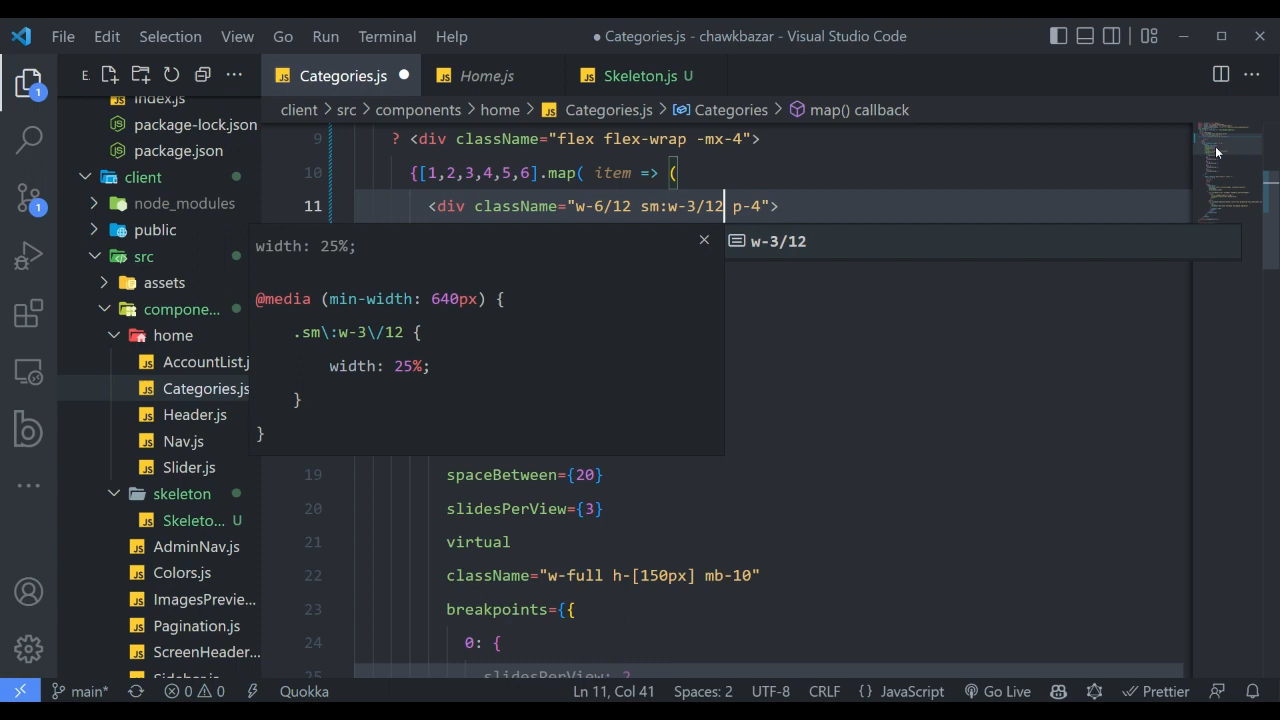 File Edit Selection View Go Run Terminal Help
● Categories.js - chawkbazar - Visual Studio Code
E.
Categories.js
Home.js
Skeleton.js U
client > src > components > home > Categories.js > Categories > map() callback
index.js
package-lock.json
package.json
client
node_modules
public
src
assets
compone...
home
AccountList.j
Categories.js
Header.js
Nav.js
Slider.js
skeleton
Skeleto... U
AdminNav.js
Colors.js
ImagesPrevie...
Pagination.js
ScreenHeader...
1
1
9 ? <div className="flex flex-wrap -mx-4">
10 {[1,2,3,4,5,6].map( item => (
11 <div className="w-6/12 sm:w-3/12 p-4">
w-3/12
width: 25%;
@media (min-width: 640px) {
.sm\:w-3\/12 {
width: 25%;
}
}
19 spaceBetween={20}
20 slidesPerView={3}
21 virtual
22 className="w-full h-[150px] mb-10"
23 breakpoints={{
24 0: {
25 slidesPerView: 2
main* 0 0 Quokka Ln 11, Col 41 Spaces: 2 UTF-8 CRLF {} JavaScript Go Live Prettier